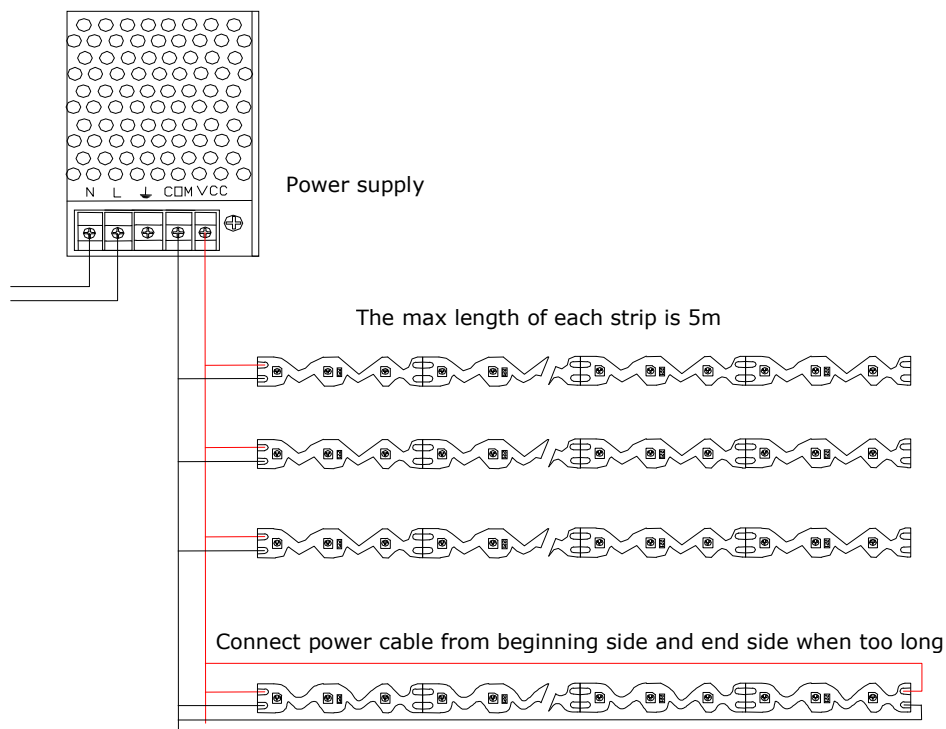 N L ⏚ COM VCC
Power supply
The max length of each strip is 5m
Connect power cable from beginning side and end side when too long